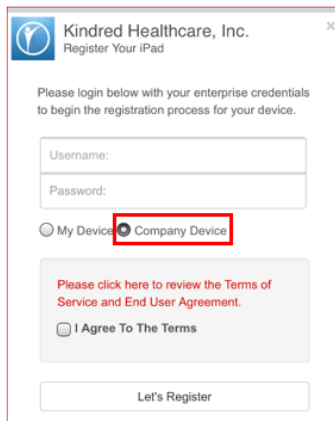 Kindred Healthcare, Inc.
Register Your iPad
Please login below with your enterprise credentials
to begin the registration process for your device.
Username:
Password:
My Device Company Device
Please click here to review the Terms of
Service and End User Agreement.
I Agree To The Terms
Let's Register